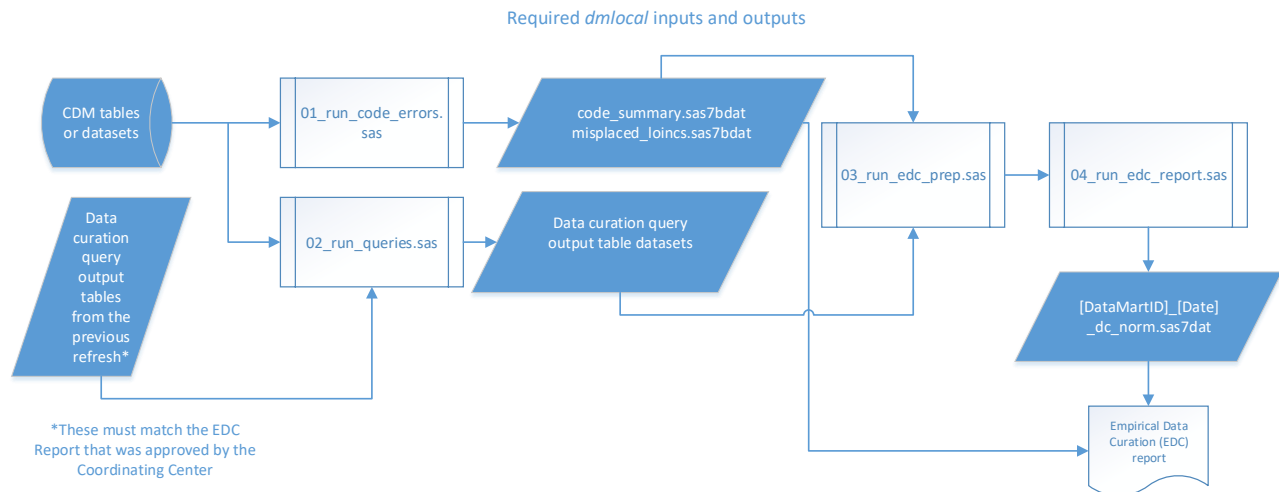 Required dmlocal inputs and outputs
CDM tables
or datasets
01_run_code_errors.
sas
code_summary.sas7bdat
misplaced_loincs.sas7bdat
03_run_edc_prep.sas
04_run_edc_report.sas
Data
curation
query
output
tables
from the
previous
refresh*
02_run_queries.sas
Data curation query
output table datasets
[DataMartID]_[Date]
_dc_norm.sas7dat
*These must match the EDC
Report that was approved by the
Coordinating Center
Empirical Data
Curation (EDC)
report